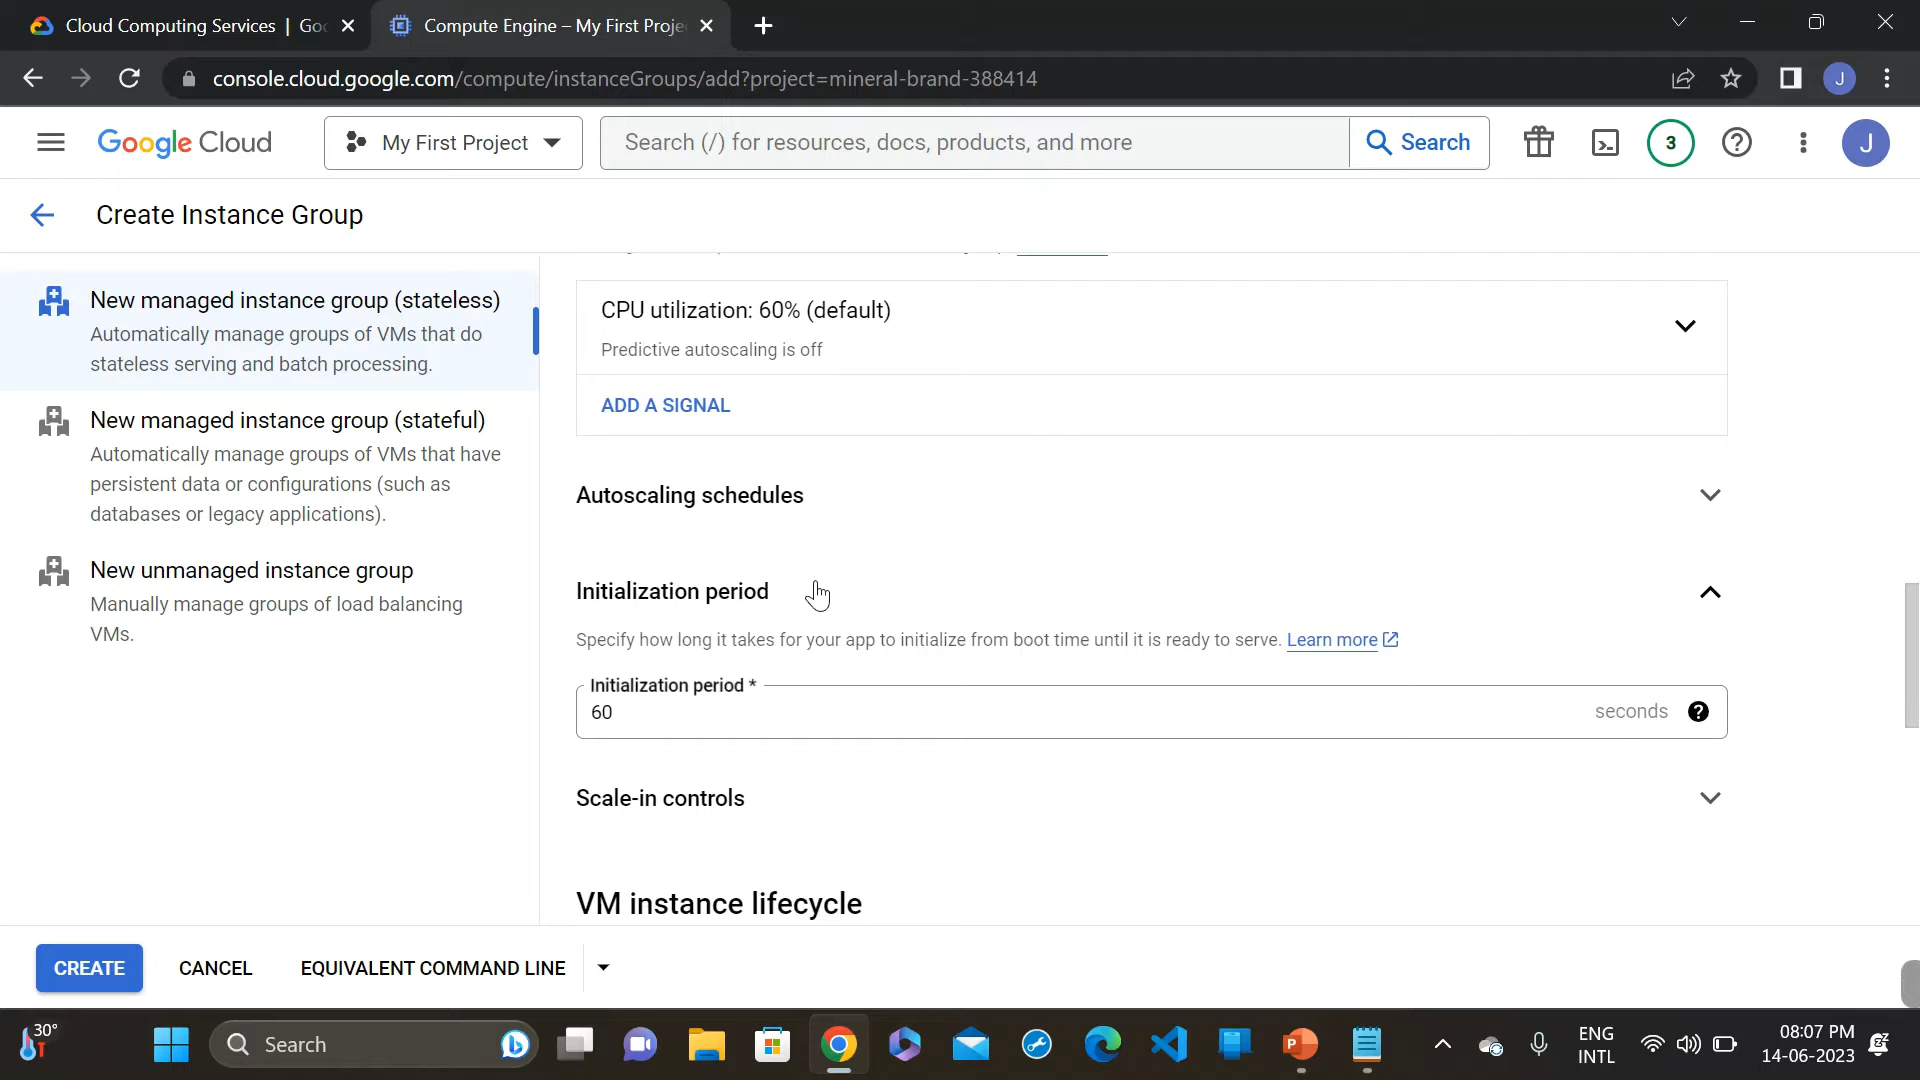 Cloud Computing Services | Goo
Compute Engine – My First Proje
console.cloud.google.com/compute/instanceGroups/add?project=mineral-brand-388414
J
Google Cloud
My First Project
Search (/) for resources, docs, products, and more
Search
3
J
Create Instance Group
New managed instance group (stateless)
Automatically manage groups of VMs that do
stateless serving and batch processing.
New managed instance group (stateful)
Automatically manage groups of VMs that have
persistent data or configurations (such as
databases or legacy applications).
New unmanaged instance group
Manually manage groups of load balancing
VMs.
CPU utilization: 60% (default)
Predictive autoscaling is off
ADD A SIGNAL
Autoscaling schedules
Initialization period
Specify how long it takes for your app to initialize from boot time until it is ready to serve. Learn more
Initialization period *
60
seconds
Scale-in controls
VM instance lifecycle
CREATE
CANCEL
EQUIVALENT COMMAND LINE
30°
Search
ENG
INTL
08:07 PM
14-06-2023